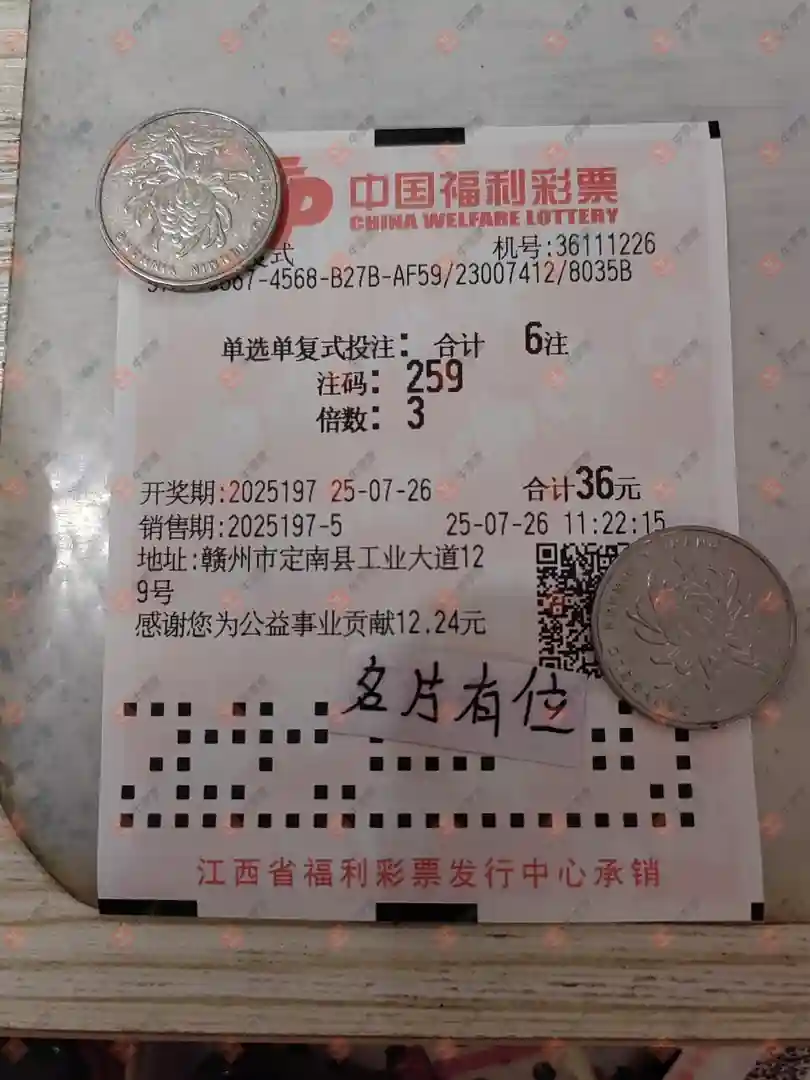 中国福利彩票
CHINA WELFARE LOTTERY
复式 机号:36111226
67-4568-B27B-AF59/23007412/8035B
单选单复式投注: 合计 6注
注码: 259
倍数: 3
开奖期:2025197 25-07-26 合计36元
销售期:2025197-5 25-07-26 11:22:15
地址:赣州市定南县工业大道12
9号
感谢您为公益事业贡献12.24元
名片有位
江西省福利彩票发行中心承销